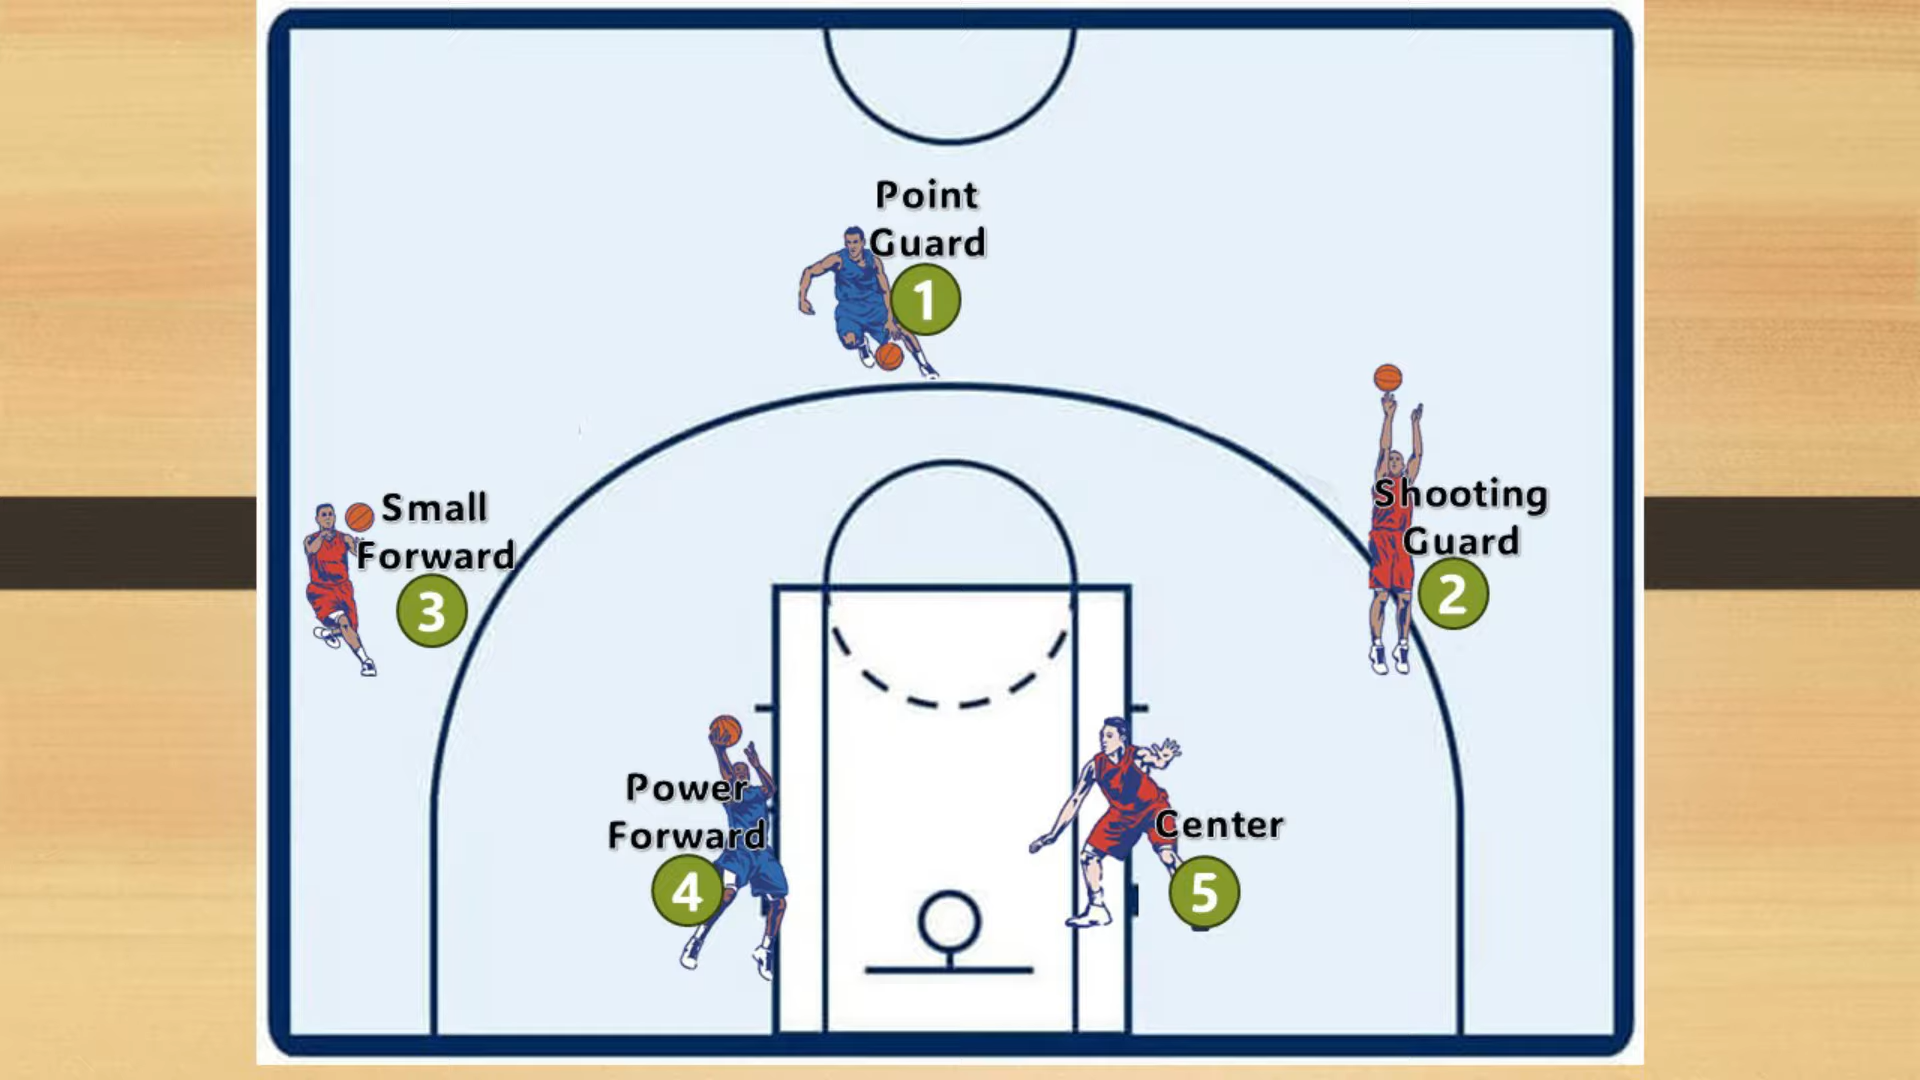 Point
Guard
1
Shooting
Guard
2
Small
Forward
3
Power
Forward
4
Center
5